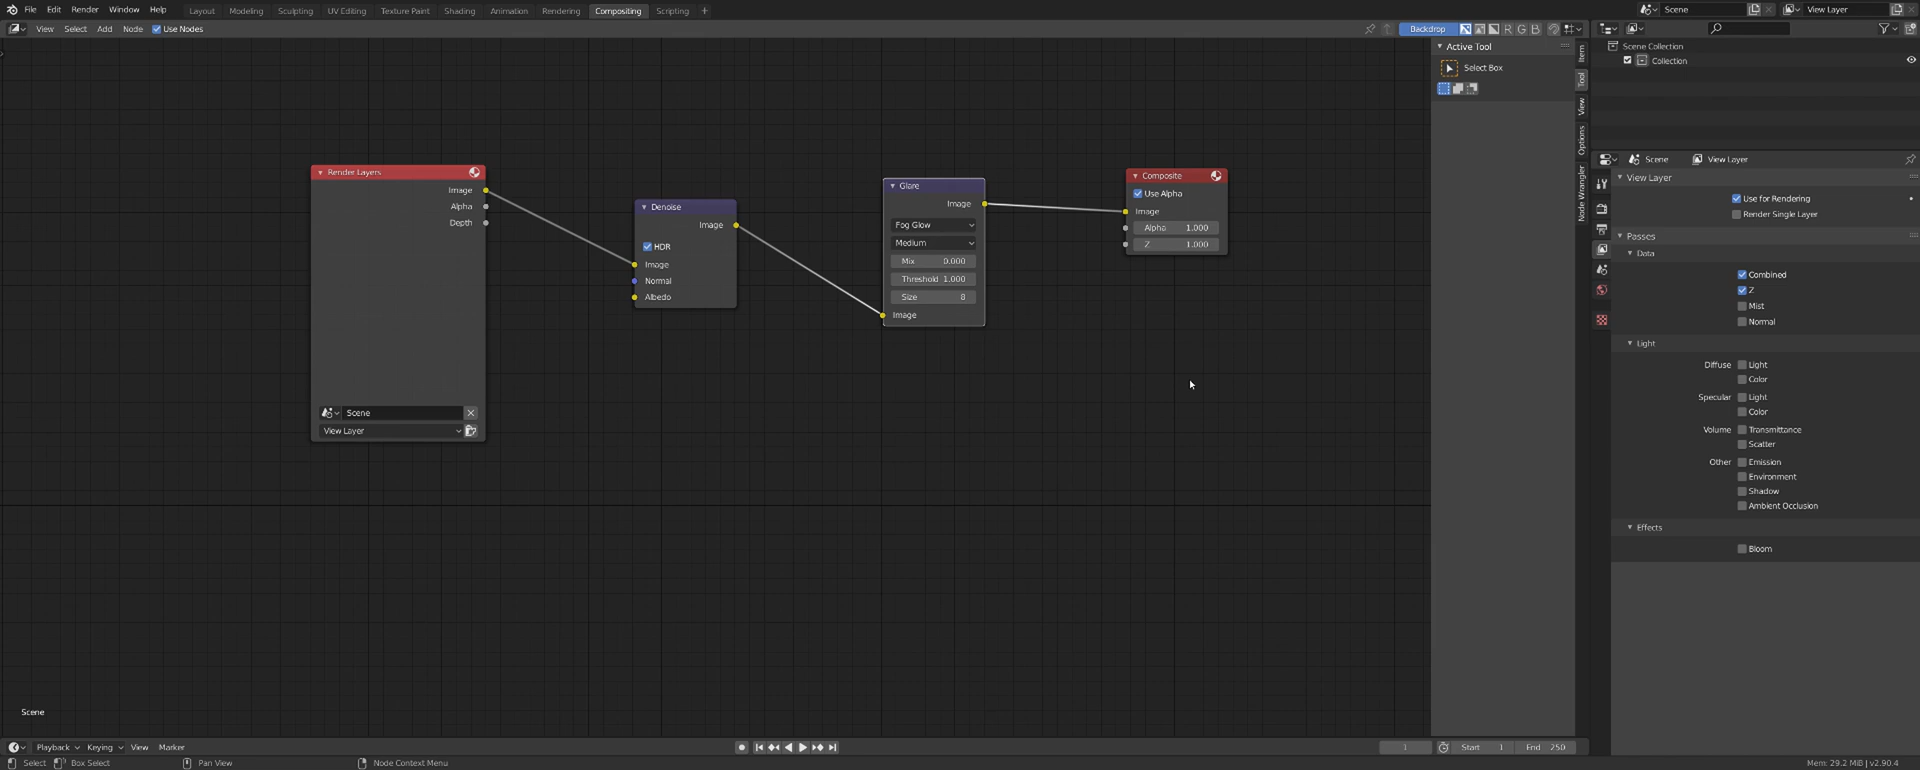 File Edit Render Window Help Layout Modeling Sculpting UV Editing Texture Paint Shading Animation Rendering Compositing Scripting + Scene View Layer
View Select Add Node Use Nodes Backdrop R G B
Active Tool
Select Box
Item
Tool
View
Options
Node Wrangler
Scene Collection
Collection
Render Layers
Image
Alpha
Depth
Scene
View Layer
Denoise
Image
HDR
Image
Normal
Albedo
Glare
Image
Fog Glow
Medium
Mix 0.000
Threshold 1.000
Size 8
Image
Composite
Use Alpha
Image
Alpha 1.000
Z 1.000
Scene View Layer
View Layer
Use for Rendering
Render Single Layer
Passes
Data
Combined
Z
Mist
Normal
Light
Diffuse Light
Color
Specular Light
Color
Volume Transmittance
Scatter
Other Emission
Environment
Shadow
Ambient Occlusion
Effects
Bloom
Scene
Playback Keying View Marker 1 Start 1 End 250
Select Box Select Pan View Node Context Menu Mem: 29.2 MiB | v2.90.4